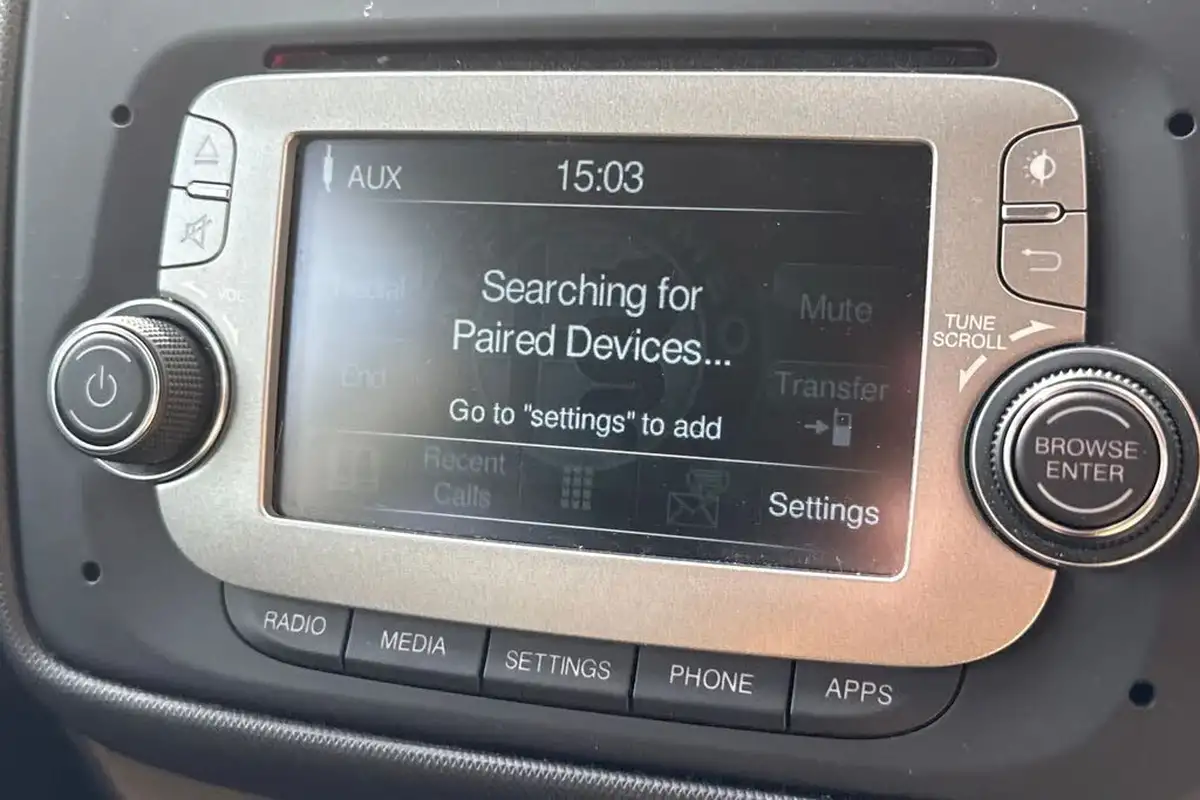 AUX
15:03
Searching for
Paired Devices...
Go to "settings" to add
Mute
End
Transfer
Recent
Calls
Settings
VOL
TUNE
SCROLL
BROWSE
ENTER
RADIO
MEDIA
SETTINGS
PHONE
APPS